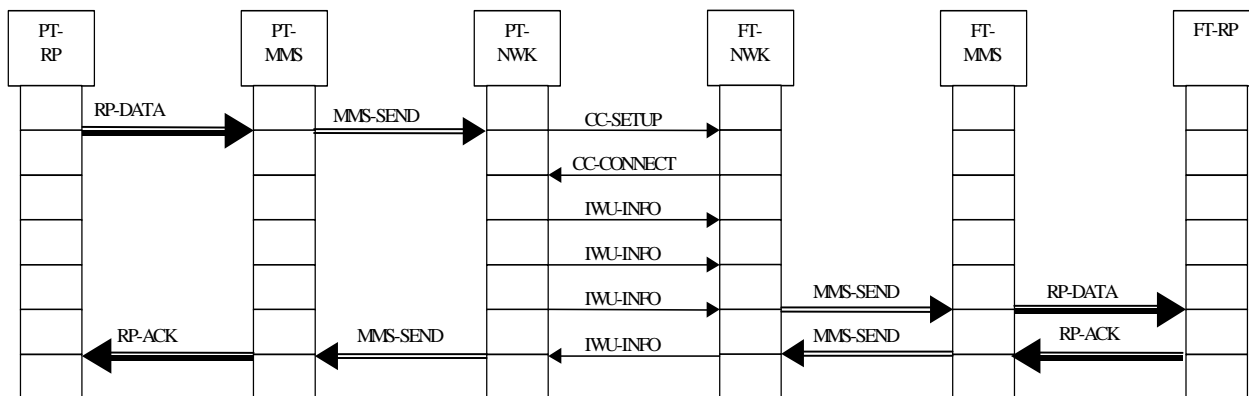 PT-
RP
PT-
MMS
PT-
NWK
FT-
NWK
FT-
MMS
FT-RP
RP-DATA
MMS-SEND
CC-SETUP
CC-CONNECT
IWU-INFO
IWU-INFO
IWU-INFO
MMS-SEND
RP-DATA
RP-ACK
MMS-SEND
IWU-INFO
MMS-SEND
RP-ACK